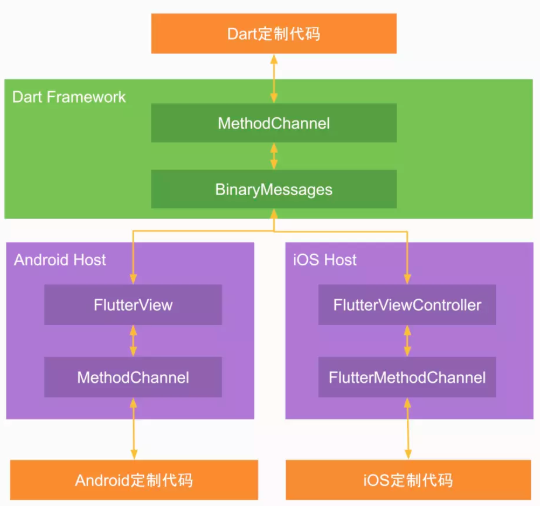 Dart定制代码
Dart Framework
MethodChannel
BinaryMessages
Android Host
FlutterView
MethodChannel
Android定制代码
iOS Host
FlutterViewController
FlutterMethodChannel
iOS定制代码